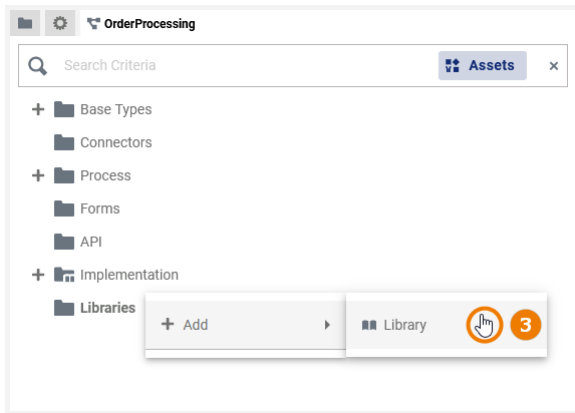 OrderProcessing
Search Criteria Assets ×
+ Base Types
Connectors
+ Process
Forms
API
+ Implementation
Libraries
+ Add
Library 3